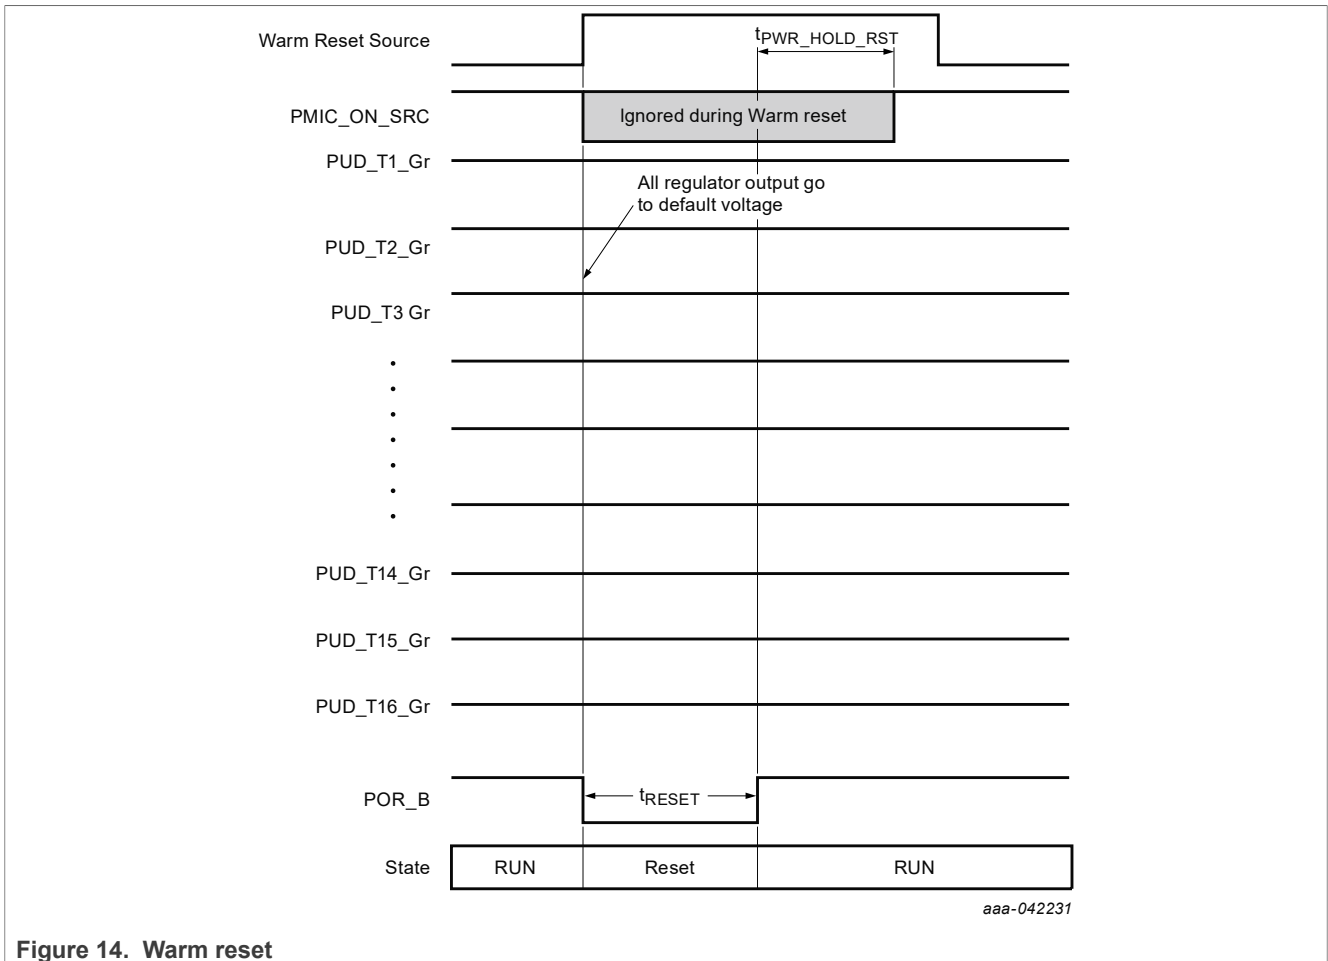 Warm Reset Source
tPWR_HOLD_RST
PMIC_ON_SRC
Ignored during Warm reset
PUD_T1_Gr
All regulator output go
to default voltage
PUD_T2_Gr
PUD_T3 Gr
PUD_T14_Gr
PUD_T15_Gr
PUD_T16_Gr
POR_B
tRESET
State
RUN
Reset
RUN
aaa-042231
Figure 14. Warm reset